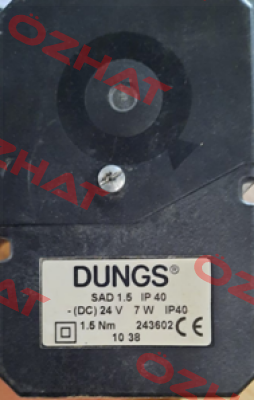 OZHAT
OZHAT
OZHAT
DUNGS®
SAD 1.5 IP 40
- (DC) 24 V 7 W IP40
1.5 Nm 243602 CE
10 38
OZHAT